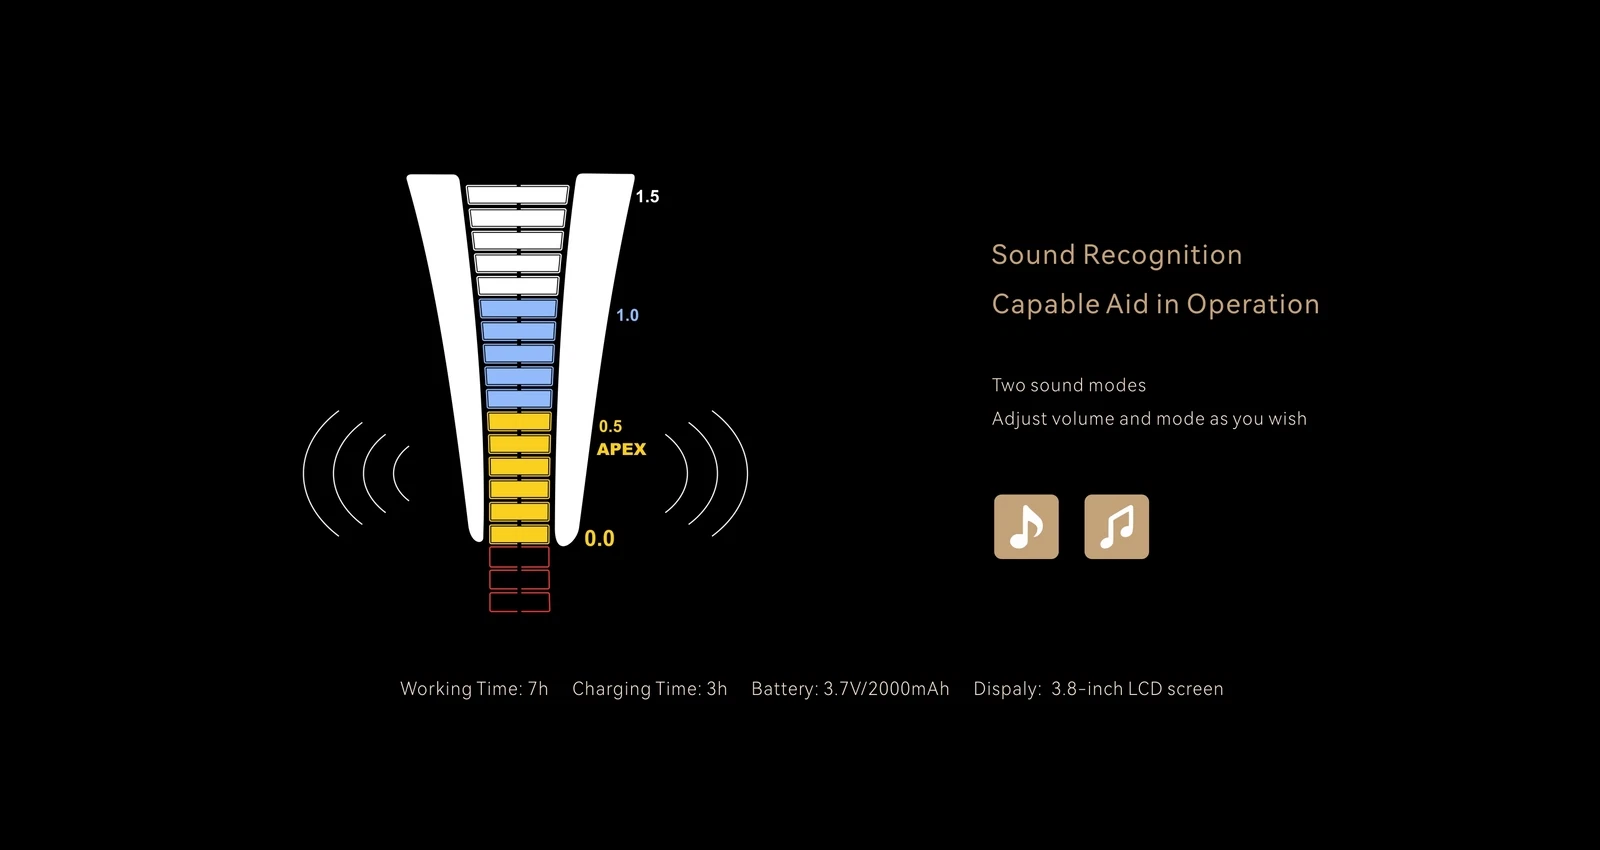 1.5
1.0
0.5
APEX
0.0
Sound Recognition
Capable Aid in Operation
Two sound modes
Adjust volume and mode as you wish
Working Time: 7h Charging Time: 3h Battery: 3.7V/2000mAh Dispaly: 3.8-inch LCD screen